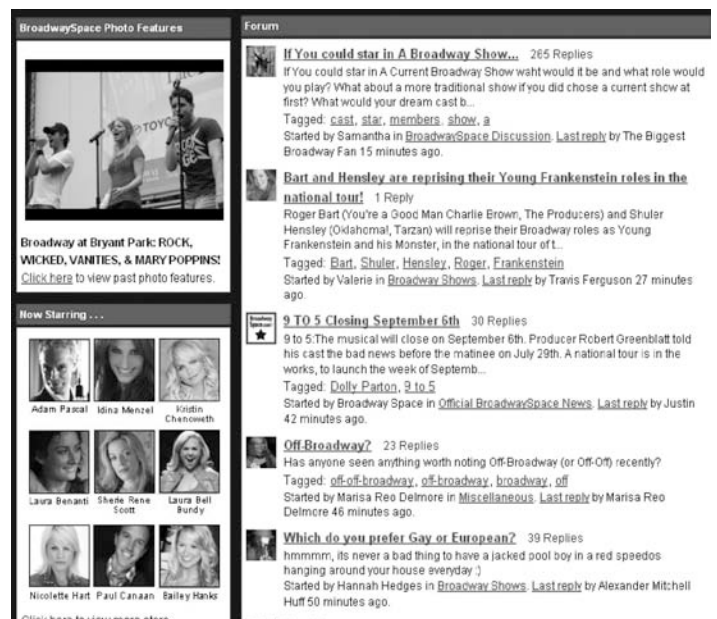 BroadwaySpace Photo Features
TOYO
Broadway at Bryant Park: ROCK,
WICKED, VANITIES, & MARY POPPINS!
Click here to view past photo features.
Now Starring . . .
Adam Pascal Idina Menzel Kristin
Chenoweth
Laura Benanti Sherie Rene
Scott Laura Bell
Bundy
Nicolette Hart Paul Canaan Bailey Hanks
Click here to view more stars
Forum
If You could star in A Broadway Show... 265 Replies
If You could star in A Current Broadway Show waht would it be and what role would
you play? What about a more traditional show if you did chose a current show at
first? What would your dream cast b...
Tagged: cast, star, members, show, a
Started by Samantha in BroadwaySpace Discussion. Last reply by The Biggest
Broadway Fan 15 minutes ago.
Bart and Hensley are reprising their Young Frankenstein roles in the
national tour! 1 Reply
Roger Bart (You're a Good Man Charlie Brown, The Producers) and Shuler
Hensley (Oklahoma!, Tarzan) will reprise their Broadway roles as Young
Frankenstein and his Monster, in the national tour of t...
Tagged: Bart, Shuler, Hensley, Roger, Frankenstein
Started by Valerie in Broadway Shows. Last reply by Travis Ferguson 27 minutes
ago.
9 TO 5 Closing September 6th 30 Replies
9 to 5:The musical will close on September 6th. Producer Robert Greenblatt told
his cast the bad news before the matinee on July 29th. A national tour is in the
works, to launch the week of Septemb...
Tagged: Dolly Parton, 9 to 5
Started by Broadway Space in Official BroadwaySpace News. Last reply by Justin
42 minutes ago.
Off-Broadway? 23 Replies
Has anyone seen anything worth noting Off-Broadway (or Off-Off) recently?
Tagged: off-off-broadway, off-broadway, broadway, off
Started by Marisa Reo Delmore in Miscellaneous. Last reply by Marisa Reo
Delmore 46 minutes ago.
Which do you prefer Gay or European? 39 Replies
hmmmm, its never a bad thing to have a jacked pool boy in a red speedos
hanging around your house everyday :)
Started by Hannah Hedges in Broadway Shows. Last reply by Alexander Mitchell
Huff 50 minutes ago.